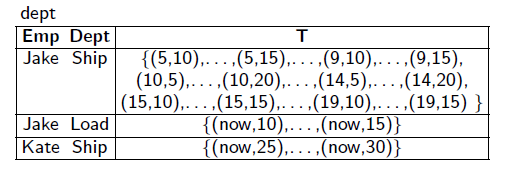 dept
Emp Dept T
Jake Ship {(5,10),...,(5,15),...,(9,10),...,(9,15),
(10,5),...,(10,20),...,(14,5),...,(14,20),
(15,10),...,(15,15),...,(19,10),...,(19,15) }
Jake Load {(now,10),...,(now,15)}
Kate Ship {(now,25),...,(now,30)}